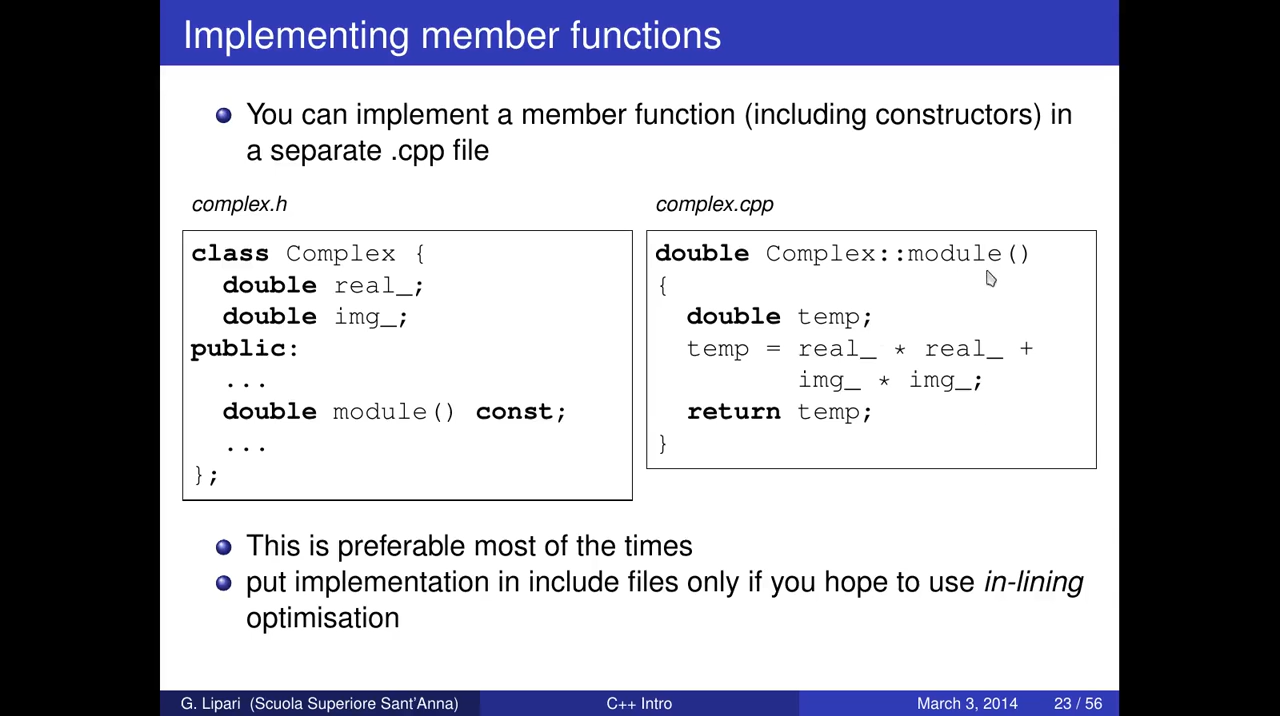 Implementing member functions
You can implement a member function (including constructors) in
a separate .cpp file
complex.h
class Complex {
double real_;
double img_;
public:
...
double module() const;
...
};
complex.cpp
double Complex::module()
{
double temp;
temp = real_ * real_ +
img_ * img_;
return temp;
}
This is preferable most of the times
put implementation in include files only if you hope to use in-lining
optimisation
G. Lipari (Scuola Superiore Sant'Anna) C++ Intro March 3, 2014 23 / 56